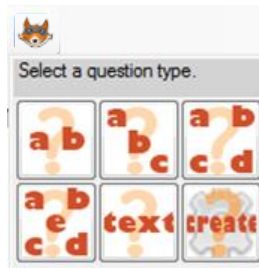 Select a question type.
a b
a b c
a b c d
a b e c d
text
create